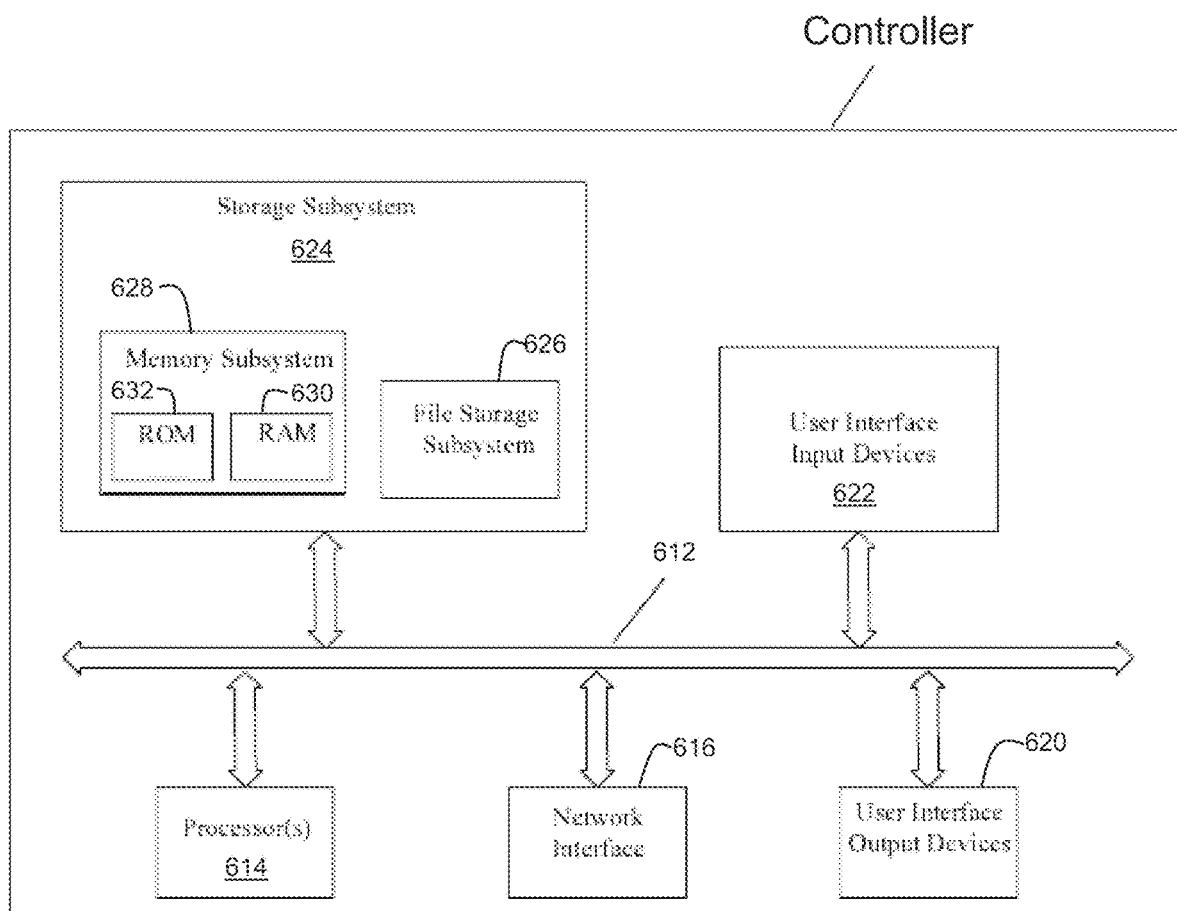 Controller
Storage Subsystem
624
628
Memory Subsystem
632
630
ROM
RAM
626
File Storage
Subsystem
User Interface
Input Devices
622
612
Processor(s)
614
616
Network
Interface
620
User Interface
Output Devices